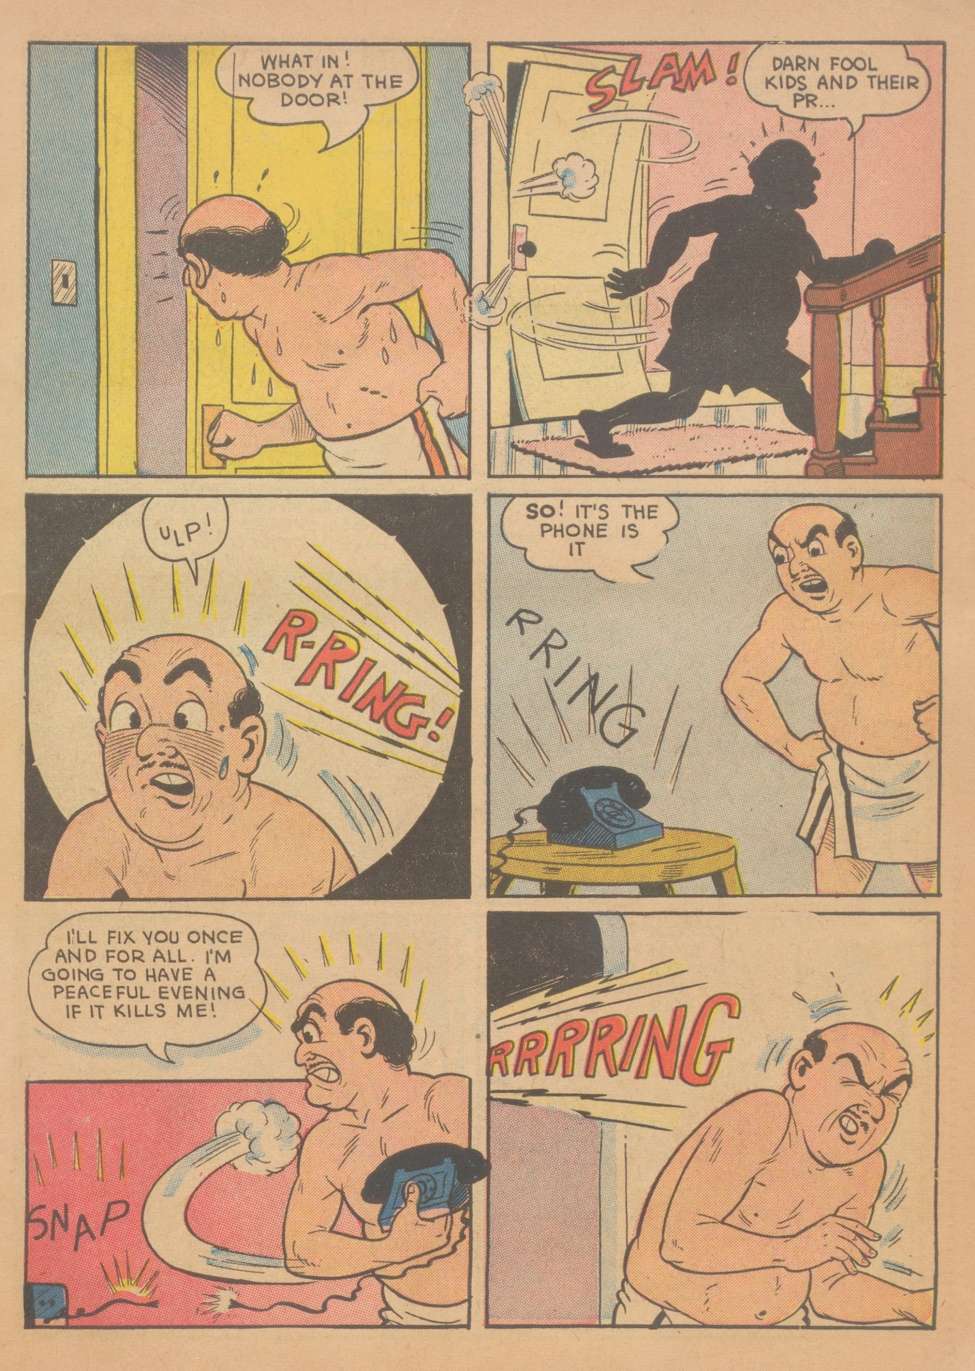 WHAT IN!
NOBODY AT THE
DOOR!
SLAM!
DARN FOOL
KIDS AND THEIR
PR...
ULP!
R-RING!
SO! IT'S THE
PHONE IS
IT
RRING
I'LL FIX YOU ONCE
AND FOR ALL. I'M
GOING TO HAVE A
PEACEFUL EVENING
IF IT KILLS ME!
SNAP
RRRRRING